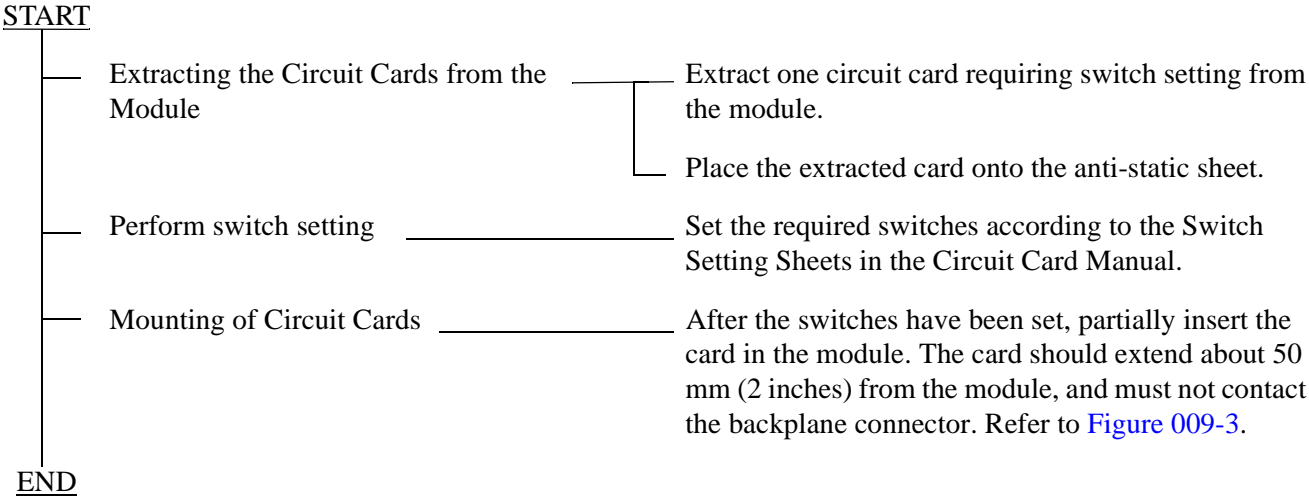 START
Extracting the Circuit Cards from the
Module
Extract one circuit card requiring switch setting from
the module.
Place the extracted card onto the anti-static sheet.
Perform switch setting
Set the required switches according to the Switch
Setting Sheets in the Circuit Card Manual.
Mounting of Circuit Cards
After the switches have been set, partially insert the
card in the module. The card should extend about 50
mm (2 inches) from the module, and must not contact
the backplane connector. Refer to Figure 009-3.
END